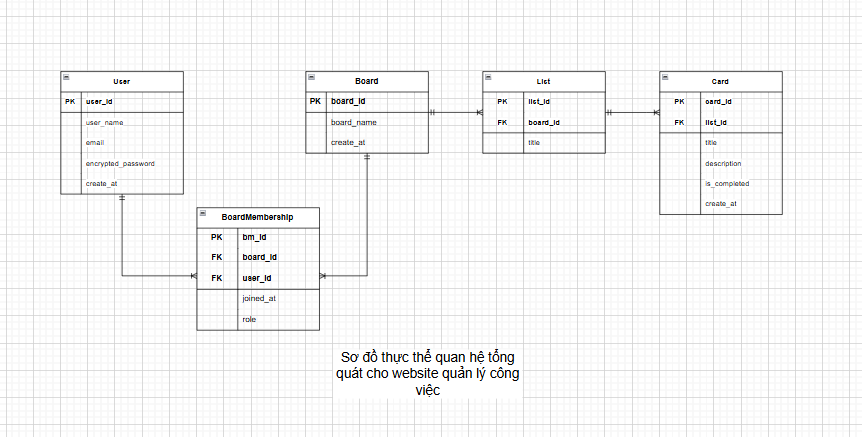 User
PK user_id
user_name
email
encrypted_password
create_at
Board
PK board_id
board_name
create_at
List
PK list_id
FK board_id
title
Card
PK card_id
FK list_id
title
description
is_completed
create_at
BoardMembership
PK bm_id
FK board_id
FK user_id
joined_at
role
Sơ đồ thực thể quan hệ tổng
quát cho website quản lý công
việc